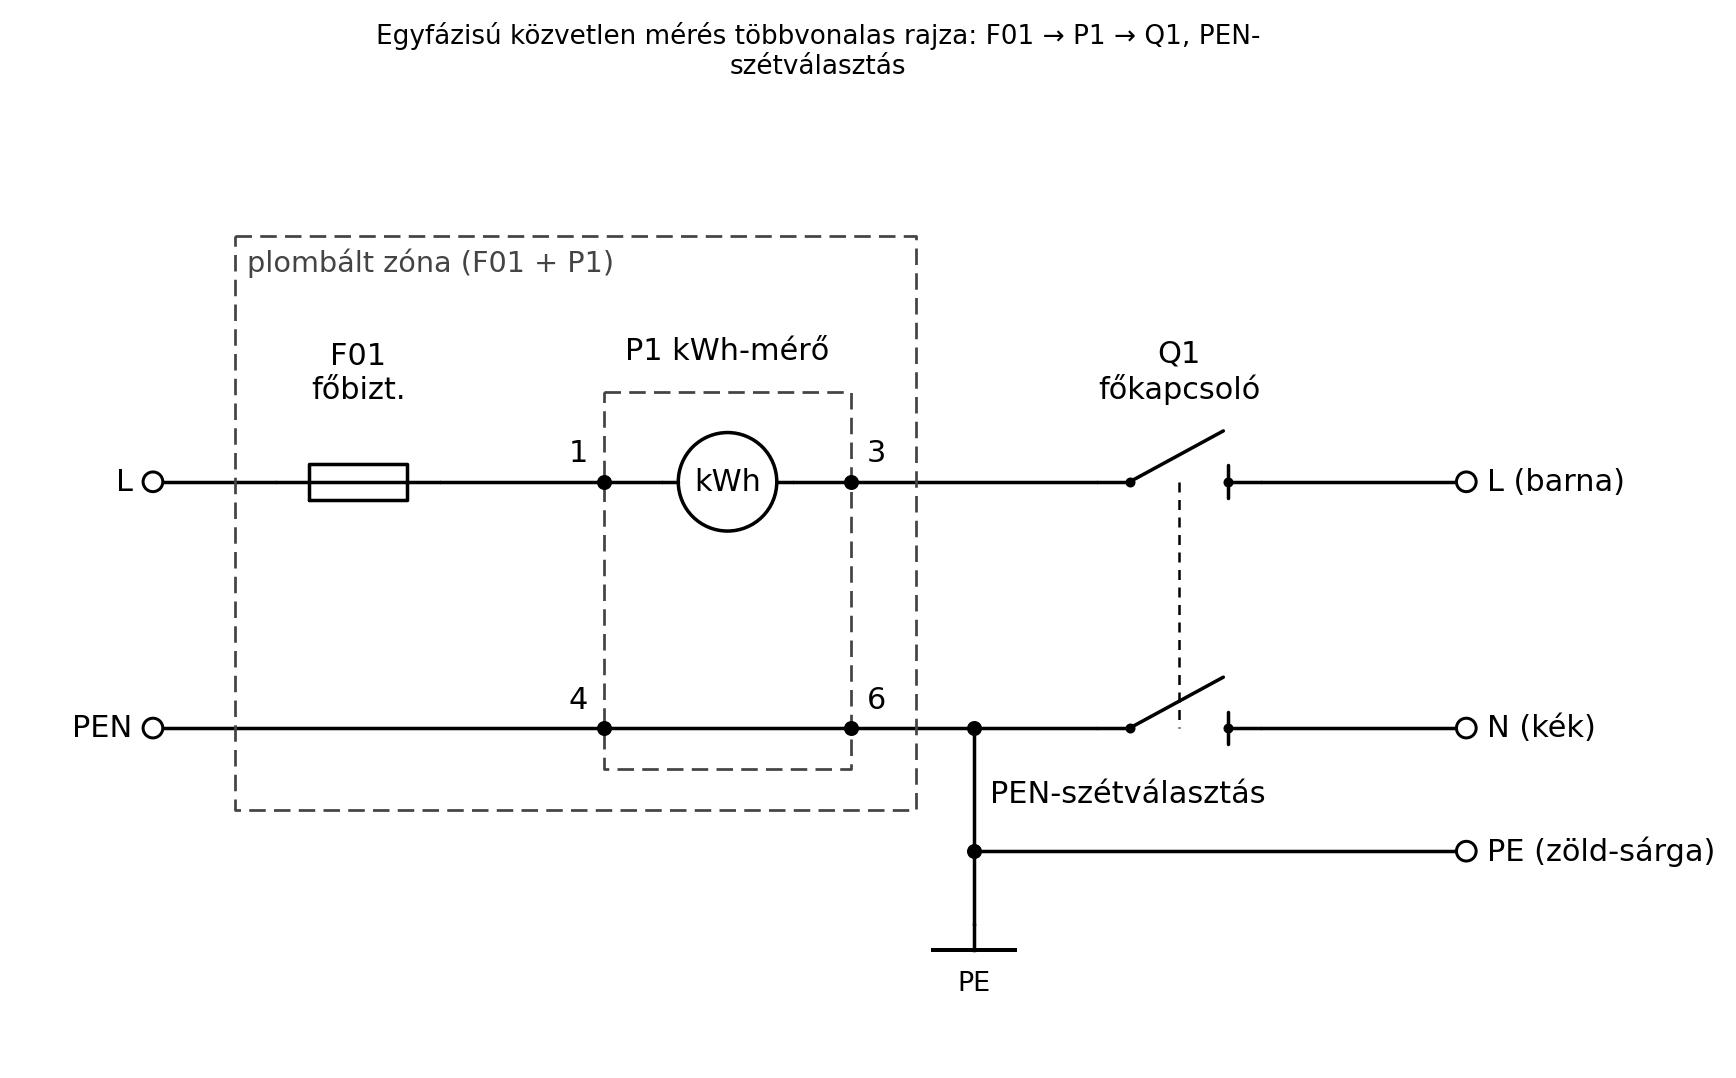 Egyfázisú közvetlen mérés többvonalas rajza: F01 → P1 → Q1, PEN-
szétválasztás
plombált zóna (F01 + P1)
F01
főbizt.
P1 kWh-mérő
Q1
főkapcsoló
1
3
L
kWh
L (barna)
4
6
PEN
N (kék)
PEN-szétválasztás
PE (zöld-sárga)
PE